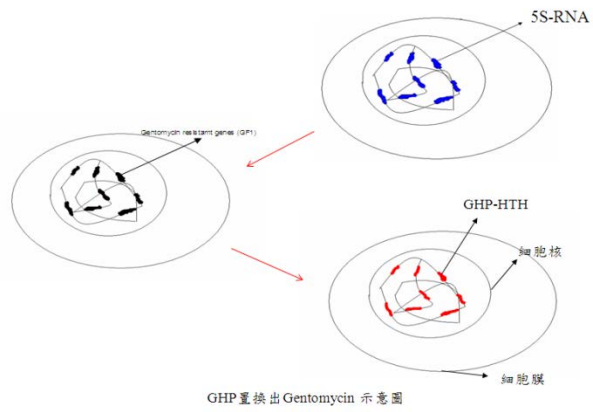 5S-RNA
Gentomycin resistamt genes (GF1)
GHP-HTH
細胞核
細胞膜
GHP置換出Gentomycin 示意圖